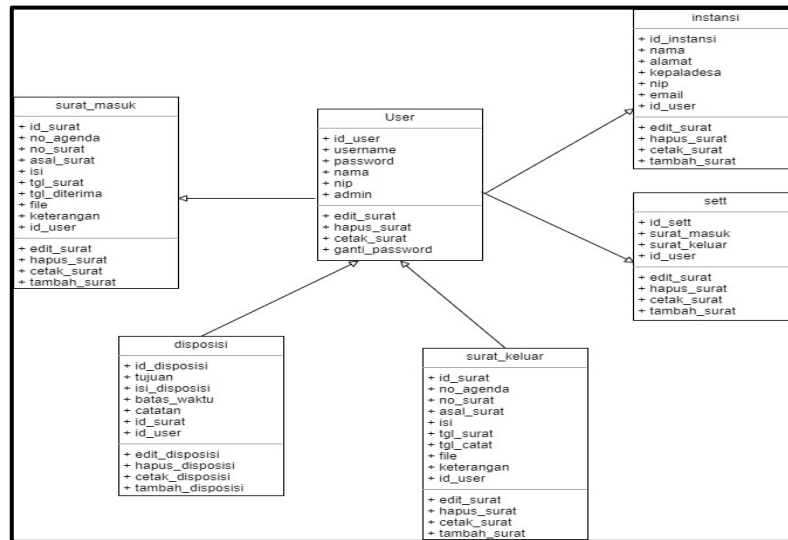 instansi
+ id_instansi
+ nama
+ alamat
+ kepaladesa
+ nip
+ email
+ id_user
+ edit_surat
+ hapus_surat
+ cetak_surat
+ tambah_surat
surat_masuk
+ id_surat
+ no_agenda
+ no_surat
+ asal_surat
+ isi
+ tgl_surat
+ tgl_diterima
+ file
+ keterangan
+ id_user
+ edit_surat
+ hapus_surat
+ cetak_surat
+ tambah_surat
User
+ id_user
+ username
+ password
+ nama
+ nip
+ admin
+ edit_surat
+ hapus_surat
+ cetak_surat
+ ganti_password
sett
+ id_sett
+ surat_masuk
+ surat_keluar
+ id_user
+ edit_surat
+ hapus_surat
+ cetak_surat
+ tambah_surat
disposisi
+ id_disposisi
+ tujuan
+ isi_disposisi
+ batas_waktu
+ catatan
+ id_surat
+ id_user
+ edit_disposisi
+ hapus_disposisi
+ cetak_disposisi
+ tambah_disposisi
surat_keluar
+ id_surat
+ no_agenda
+ no_surat
+ asal_surat
+ isi
+ tgl_surat
+ tgl_catat
+ file
+ keterangan
+ id_user
+ edit_surat
+ hapus_surat
+ cetak_surat
+ tambah_surat